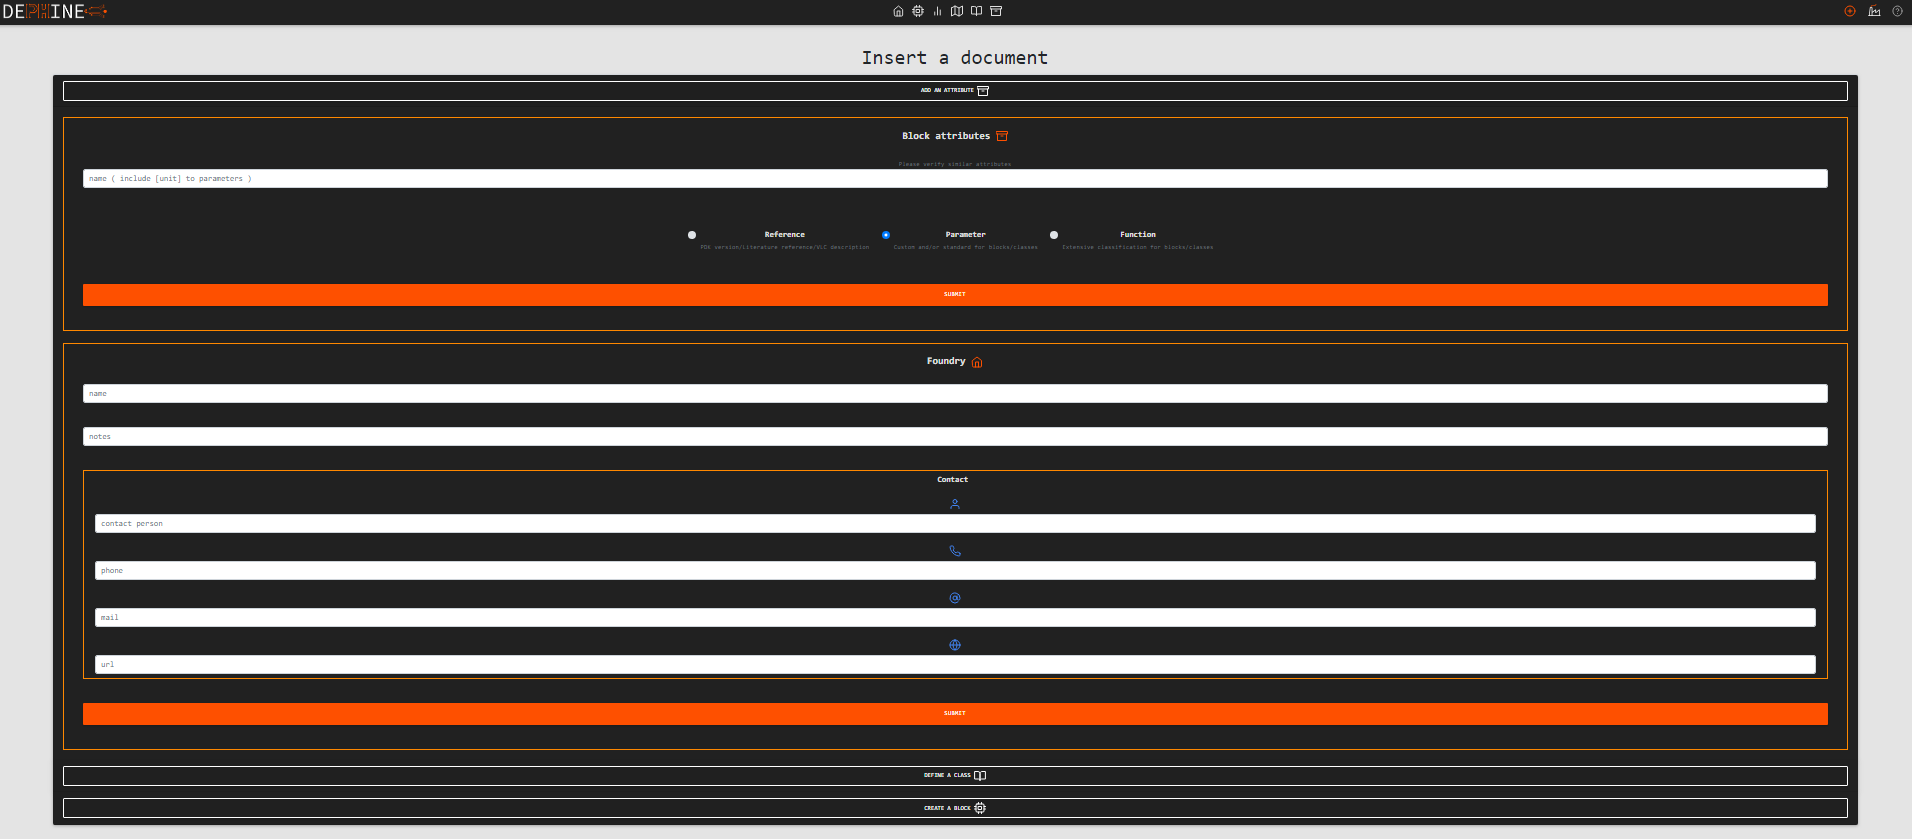 DEPHINE
Insert a document
ADD AN ATTRIBUTE
Block attributes
Please verify similar attributes
name ( include [unit] to parameters )
Reference
PDK version/Literature reference/VLC description
Parameter
Custom and/or standard for blocks/classes
Function
Extensive classification for blocks/classes
SUBMIT
Foundry
name
notes
Contact
contact person
phone
mail
url
SUBMIT
DEFINE A CLASS
CREATE A BLOCK